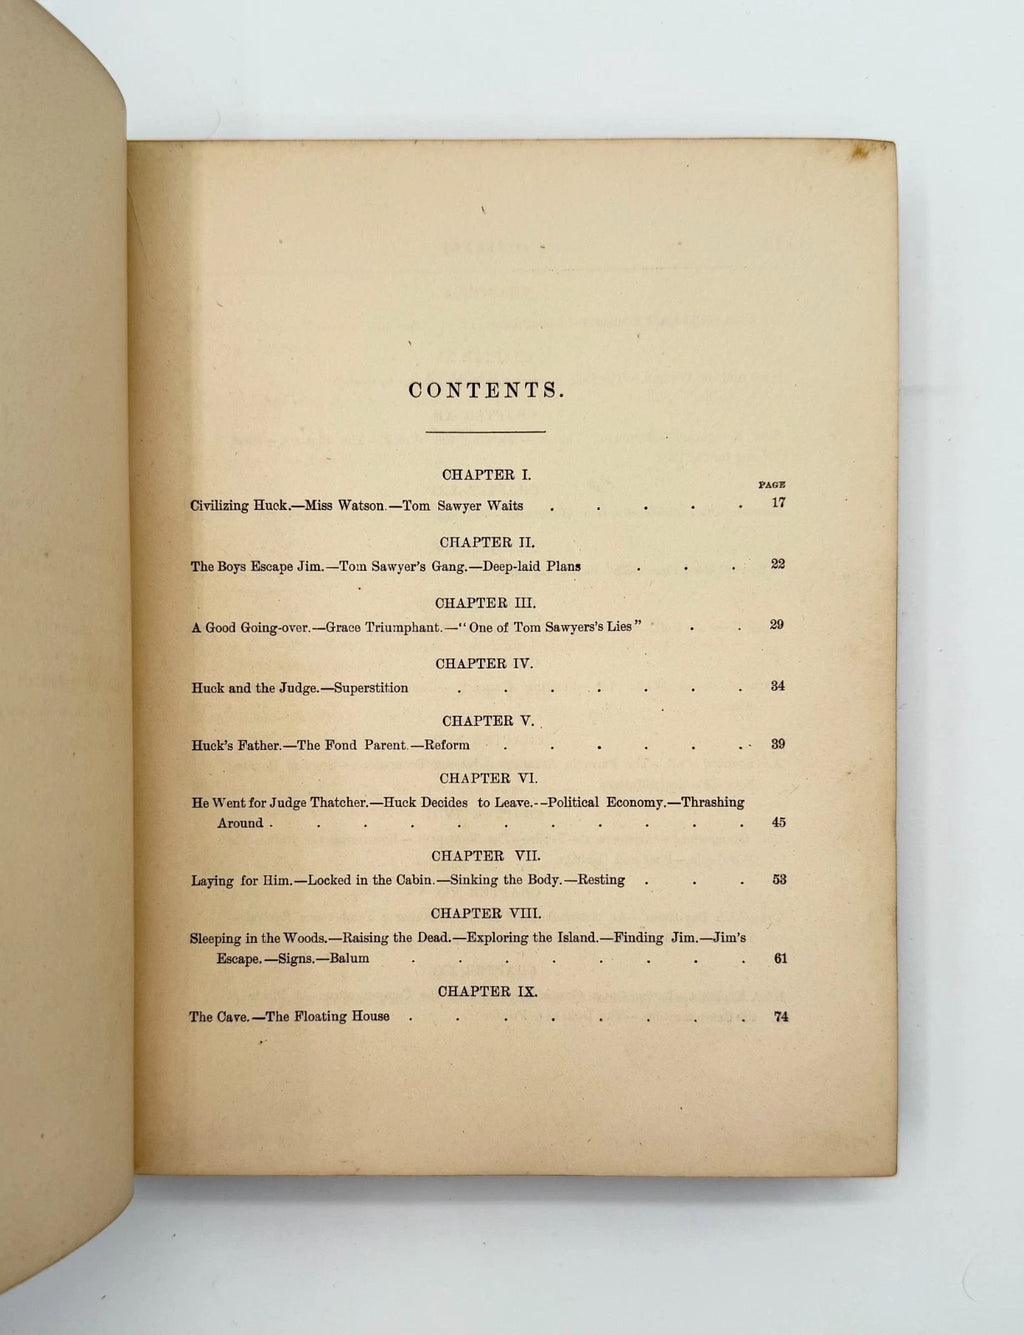 CONTENTS.
CHAPTER I.
PAGE
Civilizing Huck.—Miss Watson.—Tom Sawyer Waits . . . . . 17
CHAPTER II.
The Boys Escape Jim.—Tom Sawyer's Gang.—Deep-laid Plans . . . 22
CHAPTER III.
A Good Going-over.—Grace Triumphant.—"One of Tom Sawyers's Lies" . . 29
CHAPTER IV.
Huck and the Judge.—Superstition . . . . . . . 34
CHAPTER V.
Huck's Father.—The Fond Parent.—Reform . . . . . . 39
CHAPTER VI.
He Went for Judge Thatcher.—Huck Decides to Leave.--Political Economy.—Thrashing
Around . . . . . . . . . . . 45
CHAPTER VII.
Laying for Him.—Locked in the Cabin.—Sinking the Body.—Resting . . . 53
CHAPTER VIII.
Sleeping in the Woods.—Raising the Dead.—Exploring the Island.—Finding Jim.—Jim's
Escape.—Signs.—Balum . . . . . . . . 61
CHAPTER IX.
The Cave.—The Floating House . . . . . . . . 74